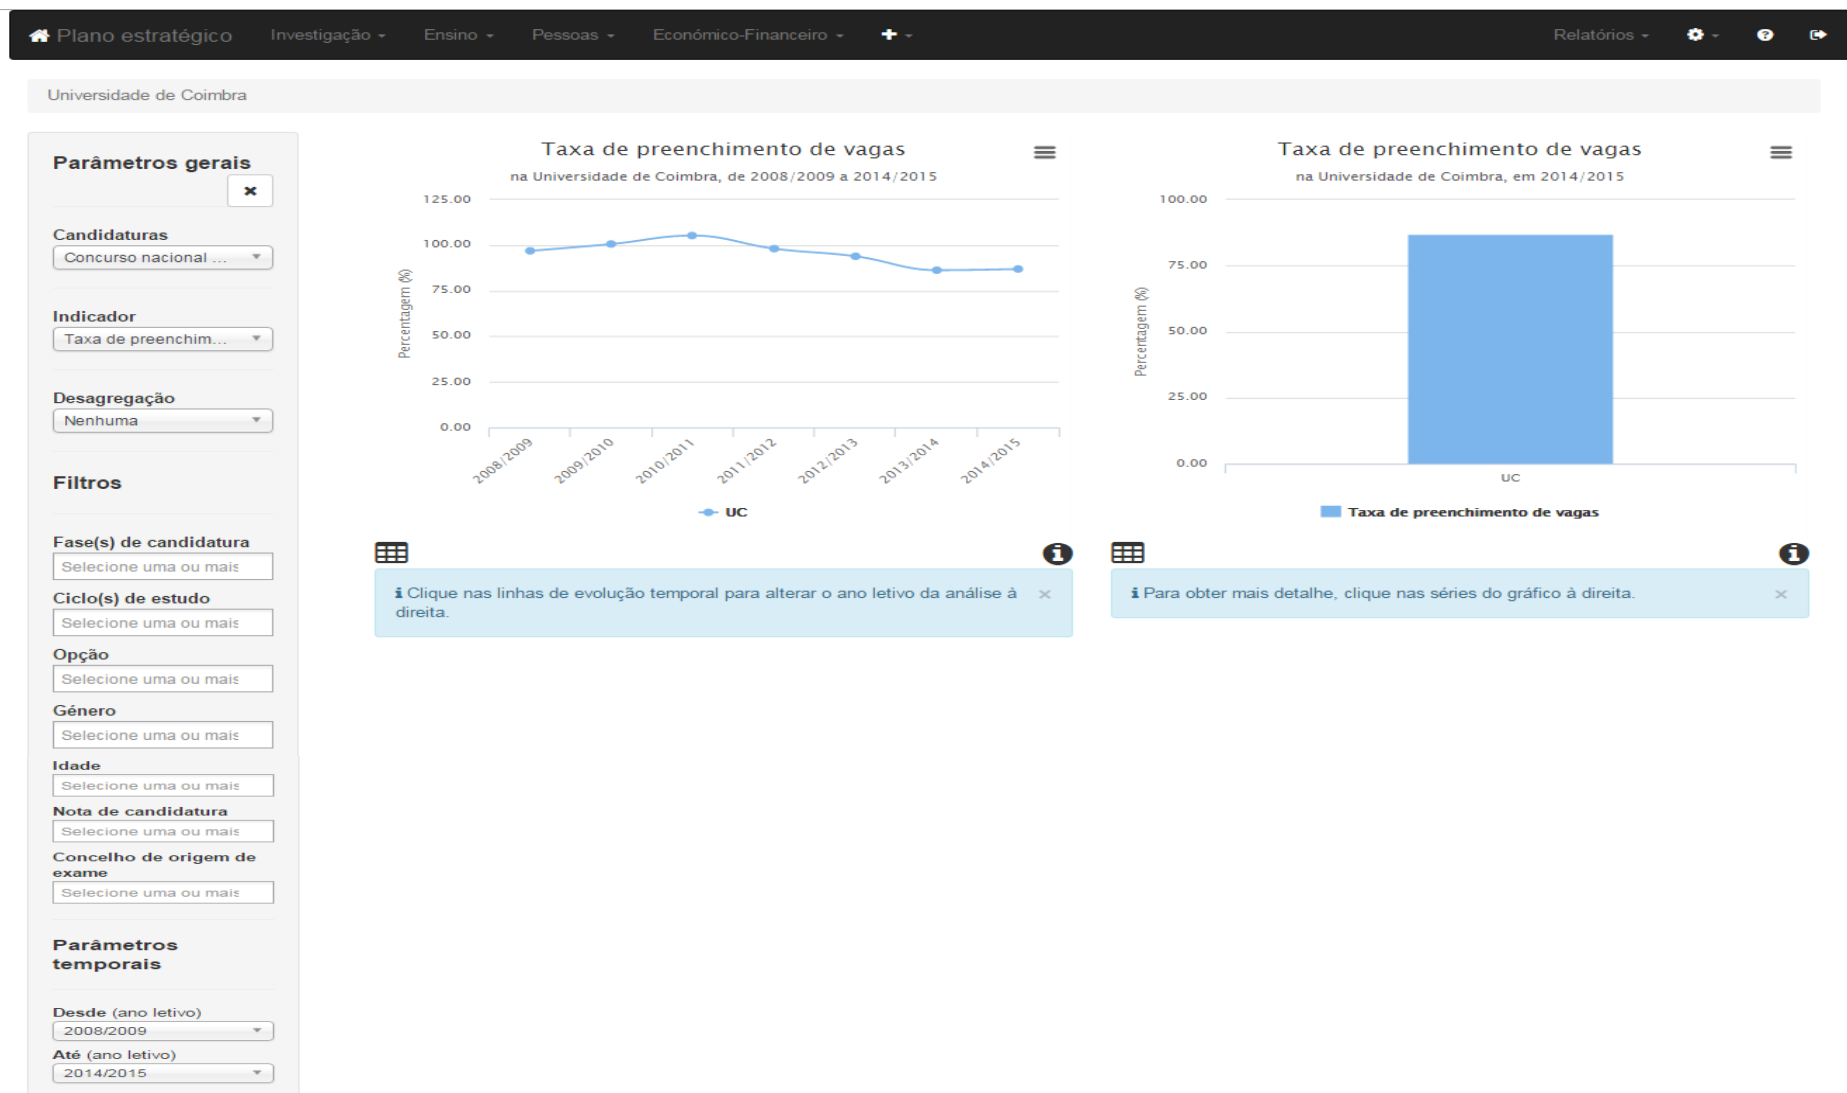 Plano estratégico Investigação Ensino Pessoas Económico-Financeiro Relatórios
Universidade de Coimbra
Parâmetros gerais
Candidaturas
Concurso nacional ...
Indicador
Taxa de preenchim...
Desagregação
Nenhuma
Filtros
Fase(s) de candidatura
Selecione uma ou mais
Ciclo(s) de estudo
Selecione uma ou mais
Opção
Selecione uma ou mais
Género
Selecione uma ou mais
Idade
Selecione uma ou mais
Nota de candidatura
Selecione uma ou mais
Concelho de origem de
exame
Selecione uma ou mais
Parâmetros
temporais
Desde (ano letivo)
2008/2009
Até (ano letivo)
2014/2015
Taxa de preenchimento de vagas
na Universidade de Coimbra, de 2008/2009 a 2014/2015
Percentagem (%)
125.00
100.00
75.00
50.00
25.00
0.00
2008/2009 2009/2010 2010/2011 2011/2012 2012/2013 2013/2014 2014/2015
UC
Clique nas linhas de evolução temporal para alterar o ano letivo da análise à
direita.
Taxa de preenchimento de vagas
na Universidade de Coimbra, em 2014/2015
Percentagem (%)
100.00
75.00
50.00
25.00
0.00
UC
Taxa de preenchimento de vagas
Para obter mais detalhe, clique nas séries do gráfico à direita.